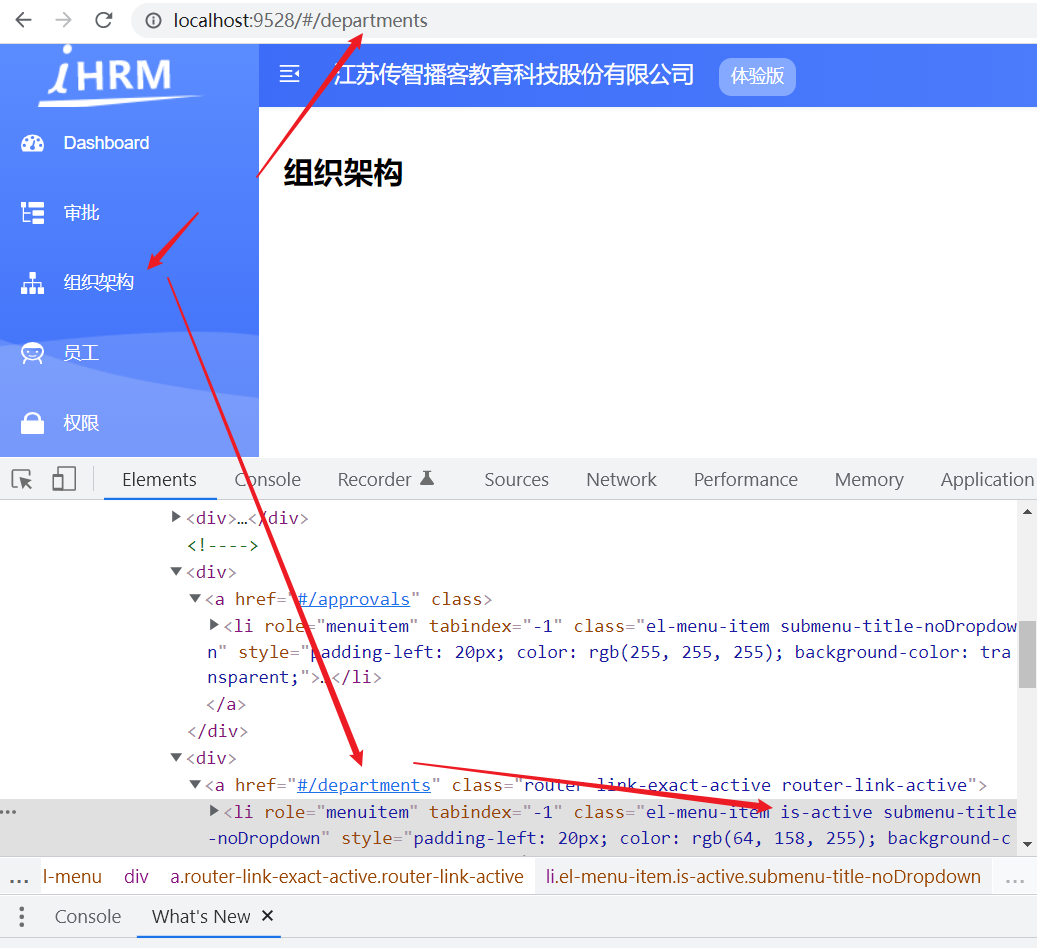 localhost:9528/#/departments
iHRM
江苏传智播客教育科技股份有限公司 体验版
Dashboard
组织架构
审批
组织架构
员工
权限
Elements Console Recorder Sources Network Performance Memory Application
<div>…</div>
<!---->
<div>
<a href="#/approvals" class>
<li role="menuitem" tabindex="-1" class="el-menu-item submenu-title-noDropdow
n" style="padding-left: 20px; color: rgb(255, 255, 255); background-color: tra
nsparent;">…</li>
</a>
</div>
<div>
<a href="#/departments" class="router-link-exact-active router-link-active">
<li role="menuitem" tabindex="-1" class="el-menu-item is-active submenu-title
-noDropdown" style="padding-left: 20px; color: rgb(64, 158, 255); background-c
... l-menu div a.router-link-exact-active.router-link-active li.el-menu-item.is-active.submenu-title-noDropdown ...
Console What's New ✕